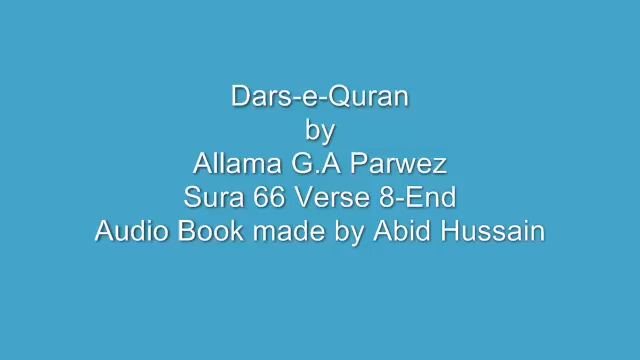 Dars-e-Quran
by
Allama G.A Parwez
Sura 66 Verse 8-End
Audio Book made by Abid Hussain